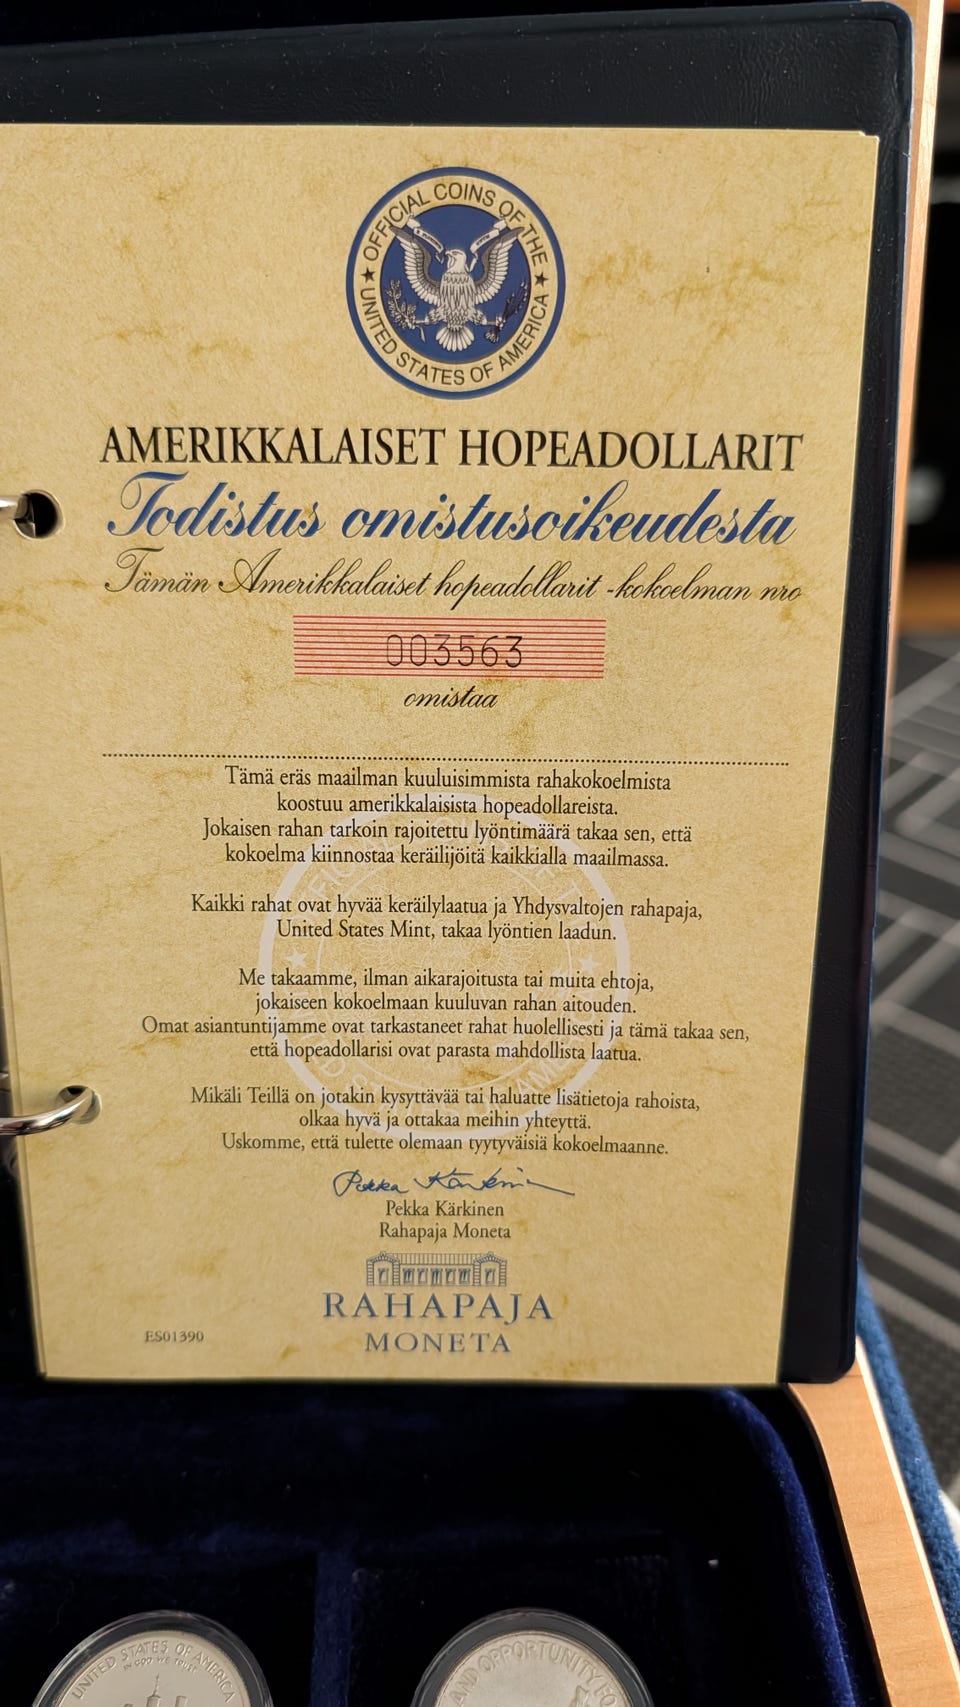 OFFICIAL COINS OF THE
★ UNITED STATES OF AMERICA ★
AMERIKKALAISET HOPEADOLLARIT
Todistus omistusoikeudesta
Tämän Amerikkalaiset hopeadollarit -kokoelman nro
003563
omistaa
Tämä eräs maailman kuuluisimmista rahakokoelmista
koostuu amerikkalaisista hopeadollareista.
Jokaisen rahan tarkoin rajoitettu lyöntimäärä takaa sen, että
kokoelma kiinnostaa keräilijöitä kaikkialla maailmassa.
Kaikki rahat ovat hyvää keräilylaatua ja Yhdysvaltojen rahapaja,
United States Mint, takaa lyöntien laadun.
Me takaamme, ilman aikarajoitusta tai muita ehtoja,
jokaiseen kokoelmaan kuuluvan rahan aitouden.
Omat asiantuntijamme ovat tarkastaneet rahat huolellisesti ja tämä takaa sen,
että hopeadollarisi ovat parasta mahdollista laatua.
Mikäli Teillä on jotakin kysyttävää tai haluatte lisätietoja rahoista,
olkaa hyvä ja ottakaa meihin yhteyttä.
Uskomme, että tulette olemaan tyytyväisiä kokoelmaanne.
Pekka Kärkinen
Pekka Kärkinen
Rahapaja Moneta
RAHAPAJA
MONETA
ES01390
UNITED STATES OF AMERICA
IN GOD WE TRUST
AND OPPORTUNITY FO